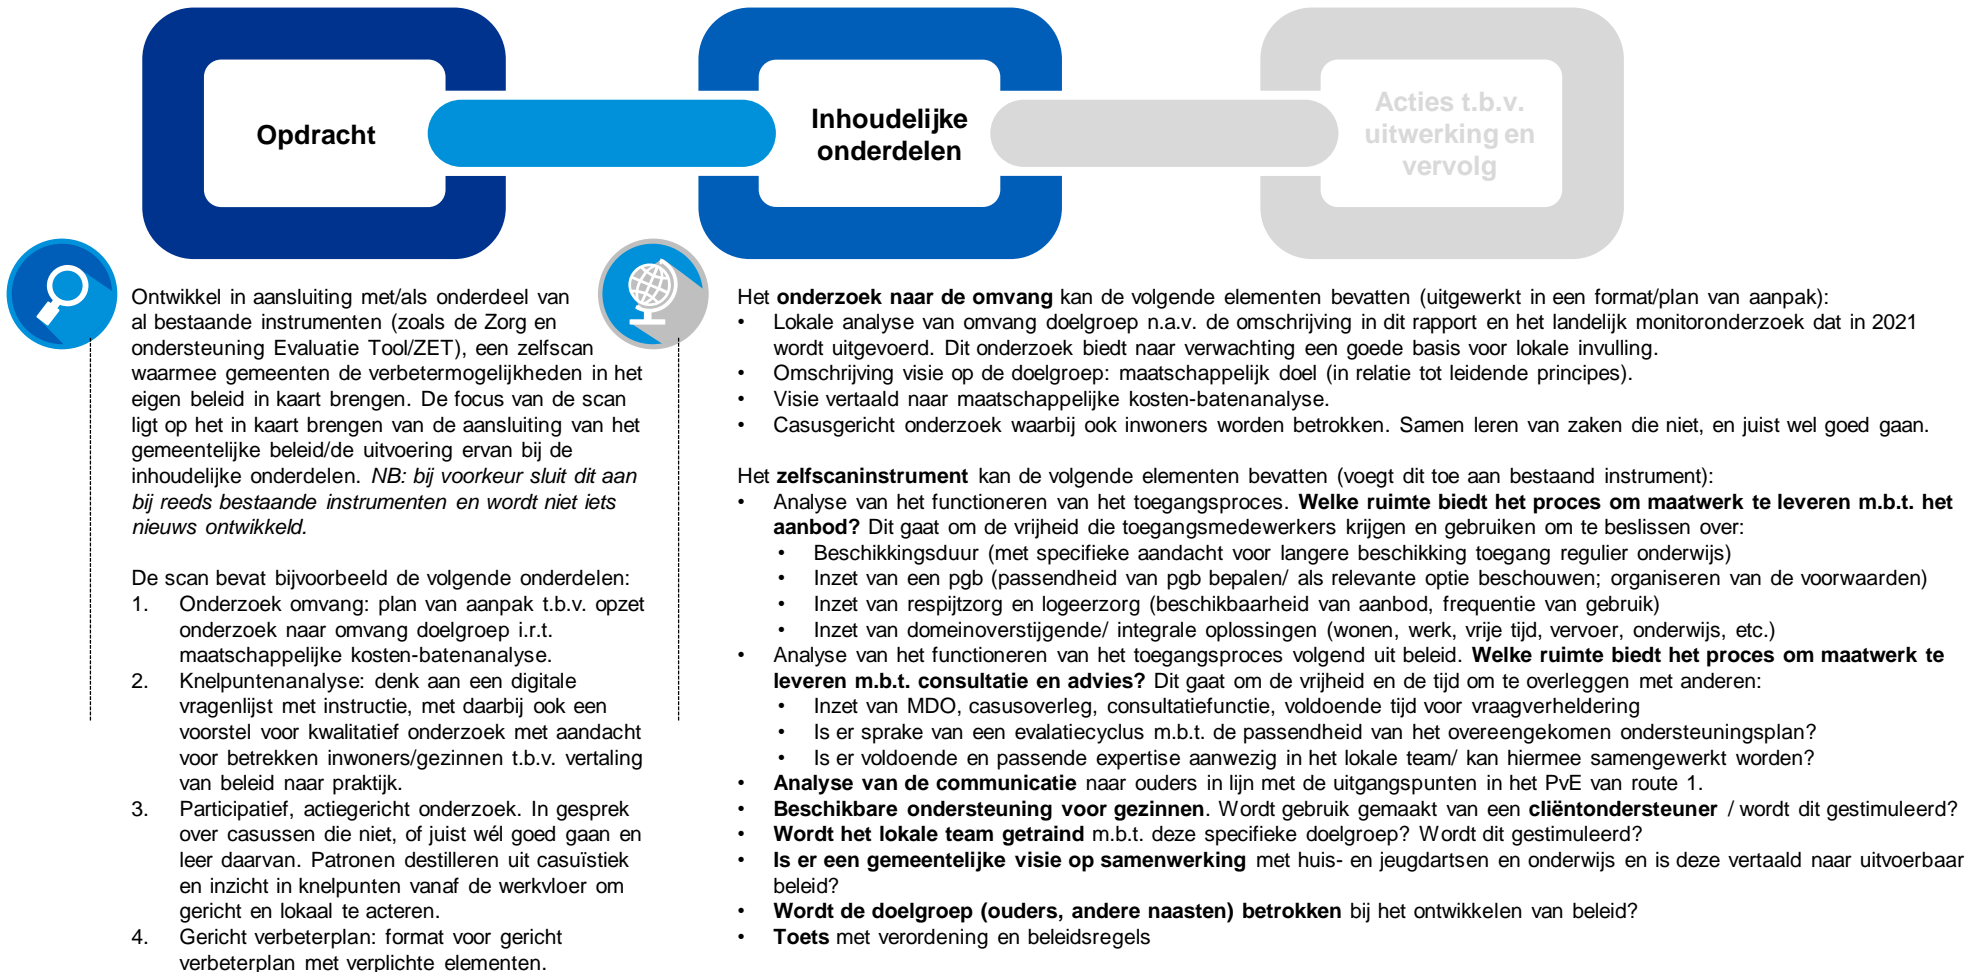 Opdracht
Inhoudelijke
onderdelen
Acties t.b.v.
uitwerking en
vervolg
Ontwikkel in aansluiting met/als onderdeel van
al bestaande instrumenten (zoals de Zorg en
ondersteuning Evaluatie Tool/ZET), een zelfscan
waarmee gemeenten de verbetermogelijkheden in het
eigen beleid in kaart brengen. De focus van de scan
ligt op het in kaart brengen van de aansluiting van het
gemeentelijke beleid/de uitvoering ervan bij de
inhoudelijke onderdelen. NB: bij voorkeur sluit dit aan
bij reeds bestaande instrumenten en wordt niet iets
nieuws ontwikkeld.
De scan bevat bijvoorbeeld de volgende onderdelen:
1. Onderzoek omvang: plan van aanpak t.b.v. opzet
onderzoek naar omvang doelgroep i.r.t.
maatschappelijke kosten-batenanalyse.
2. Knelpuntenanalyse: denk aan een digitale
vragenlijst met instructie, met daarbij ook een
voorstel voor kwalitatief onderzoek met aandacht
voor betrekken inwoners/gezinnen t.b.v. vertaling
van beleid naar praktijk.
3. Participatief, actiegericht onderzoek. In gesprek
over casussen die niet, of juist wél goed gaan en
leer daarvan. Patronen destilleren uit casuïstiek
en inzicht in knelpunten vanaf de werkvloer om
gericht en lokaal te acteren.
4. Gericht verbeterplan: format voor gericht
verbeterplan met verplichte elementen.
Het onderzoek naar de omvang kan de volgende elementen bevatten (uitgewerkt in een format/plan van aanpak):
• Lokale analyse van omvang doelgroep n.a.v. de omschrijving in dit rapport en het landelijk monitoronderzoek dat in 2021
wordt uitgevoerd. Dit onderzoek biedt naar verwachting een goede basis voor lokale invulling.
• Omschrijving visie op de doelgroep: maatschappelijk doel (in relatie tot leidende principes).
• Visie vertaald naar maatschappelijke kosten-batenanalyse.
• Casusgericht onderzoek waarbij ook inwoners worden betrokken. Samen leren van zaken die niet, en juist wel goed gaan.
Het zelfscaninstrument kan de volgende elementen bevatten (voegt dit toe aan bestaand instrument):
• Analyse van het functioneren van het toegangsproces. Welke ruimte biedt het proces om maatwerk te leveren m.b.t. het
aanbod? Dit gaat om de vrijheid die toegangsmedewerkers krijgen en gebruiken om te beslissen over:
• Beschikkingsduur (met specifieke aandacht voor langere beschikking toegang regulier onderwijs)
• Inzet van een pgb (passendheid van pgb bepalen/ als relevante optie beschouwen; organiseren van de voorwaarden)
• Inzet van respijtzorg en logeerzorg (beschikbaarheid van aanbod, frequentie van gebruik)
• Inzet van domeinoverstijgende/ integrale oplossingen (wonen, werk, vrije tijd, vervoer, onderwijs, etc.)
• Analyse van het functioneren van het toegangsproces volgend uit beleid. Welke ruimte biedt het proces om maatwerk te
leveren m.b.t. consultatie en advies? Dit gaat om de vrijheid en de tijd om te overleggen met anderen:
• Inzet van MDO, casusoverleg, consultatiefunctie, voldoende tijd voor vraagverheldering
• Is er sprake van een evalatiecyclus m.b.t. de passendheid van het overeengekomen ondersteuningsplan?
• Is er voldoende en passende expertise aanwezig in het lokale team/ kan hiermee samengewerkt worden?
• Analyse van de communicatie naar ouders in lijn met de uitgangspunten in het PvE van route 1.
• Beschikbare ondersteuning voor gezinnen. Wordt gebruik gemaakt van een cliëntondersteuner / wordt dit gestimuleerd?
• Wordt het lokale team getraind m.b.t. deze specifieke doelgroep? Wordt dit gestimuleerd?
• Is er een gemeentelijke visie op samenwerking met huis- en jeugdartsen en onderwijs en is deze vertaald naar uitvoerbaar
beleid?
• Wordt de doelgroep (ouders, andere naasten) betrokken bij het ontwikkelen van beleid?
• Toets met verordening en beleidsregels